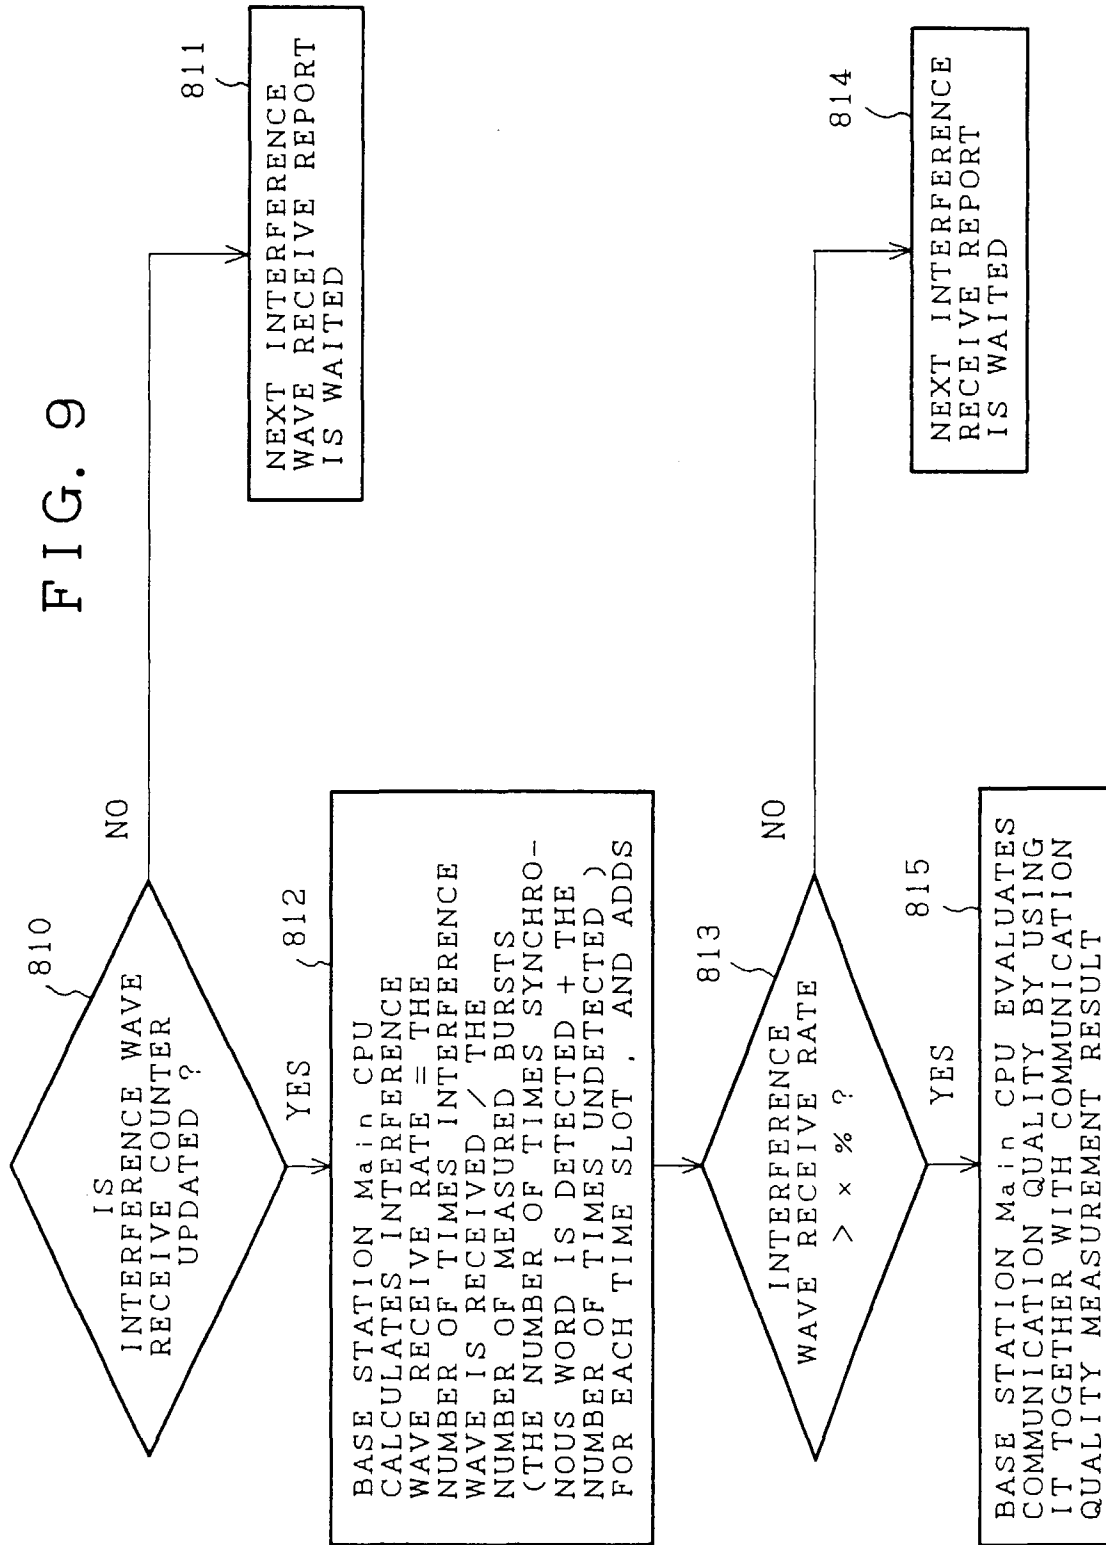 FIG. 9
810
IS
INTERFERENCE WAVE
RECEIVE COUNTER
UPDATED ?
NO
811
NEXT INTERFERENCE
WAVE RECEIVE REPORT
IS WAITED
YES
812
BASE STATION Main CPU
CALCULATES INTERFERENCE
WAVE RECEIVE RATE = THE
NUMBER OF TIMES INTERFERENCE
WAVE IS RECEIVED / THE
NUMBER OF MEASURED BURSTS
(THE NUMBER OF TIMES SYNCHRO-
NOUS WORD IS DETECTED + THE
NUMBER OF TIMES UNDETECTED )
FOR EACH TIME SLOT, AND ADDS
813
INTERFERENCE
WAVE RECEIVE RATE
> × % ?
NO
814
NEXT INTERFERENCE
RECEIVE REPORT
IS WAITED
YES
815
BASE STATION Main CPU EVALUATES
COMMUNICATION QUALITY BY USING
IT TOGETHER WITH COMMUNICATION
QUALITY MEASUREMENT RESULT